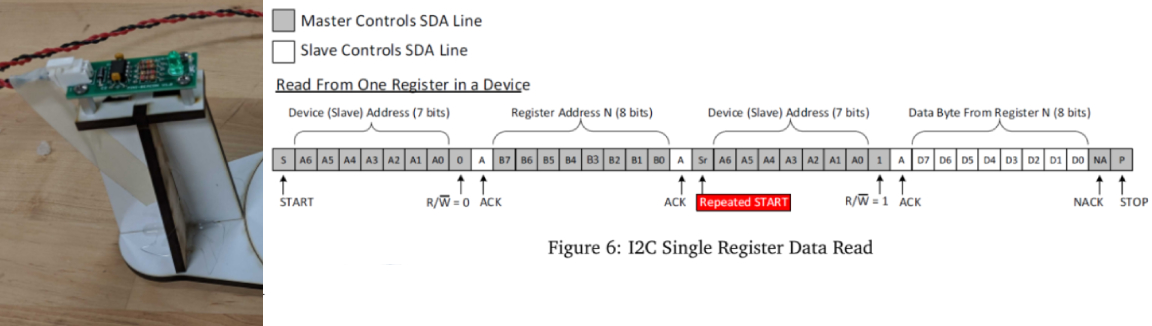 Master Controls SDA Line
Slave Controls SDA Line
Read From One Register in a Device
Device (Slave) Address (7 bits) Register Address N (8 bits) Device (Slave) Address (7 bits) Data Byte From Register N (8 bits)
S A6 A5 A4 A3 A2 A1 A0 0 A B7 B6 B5 B4 B3 B2 B1 B0 A Sr A6 A5 A4 A3 A2 A1 A0 1 A D7 D6 D5 D4 D3 D2 D1 D0 NA P
START R/W̅ = 0 ACK ACK Repeated START R/W̅ = 1 ACK NACK STOP
Figure 6: I2C Single Register Data Read